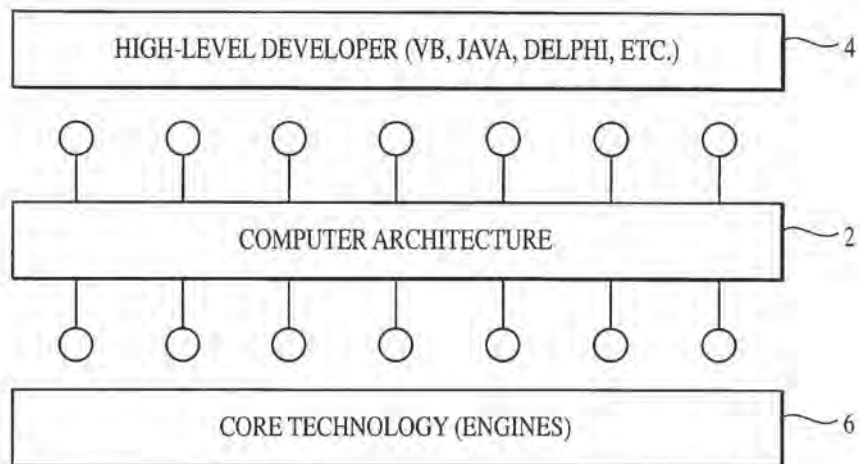 HIGH-LEVEL DEVELOPER (VB, JAVA, DELPHI, ETC.)
4
COMPUTER ARCHITECTURE
2
CORE TECHNOLOGY (ENGINES)
6